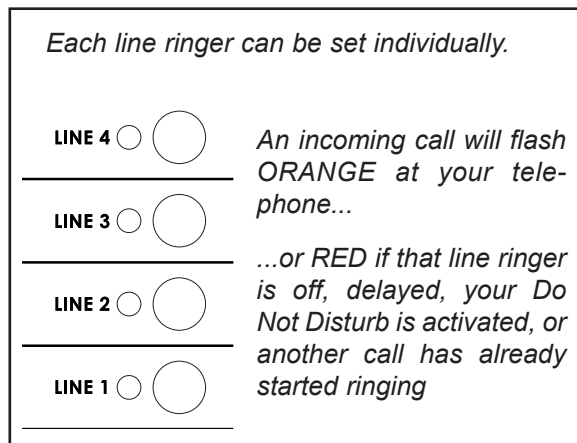 Each line ringer can be set individually.
LINE 4
LINE 3
LINE 2
LINE 1
An incoming call will flash
ORANGE at your tele-
phone...
...or RED if that line ringer
is off, delayed, your Do
Not Disturb is activated, or
another call has already
started ringing